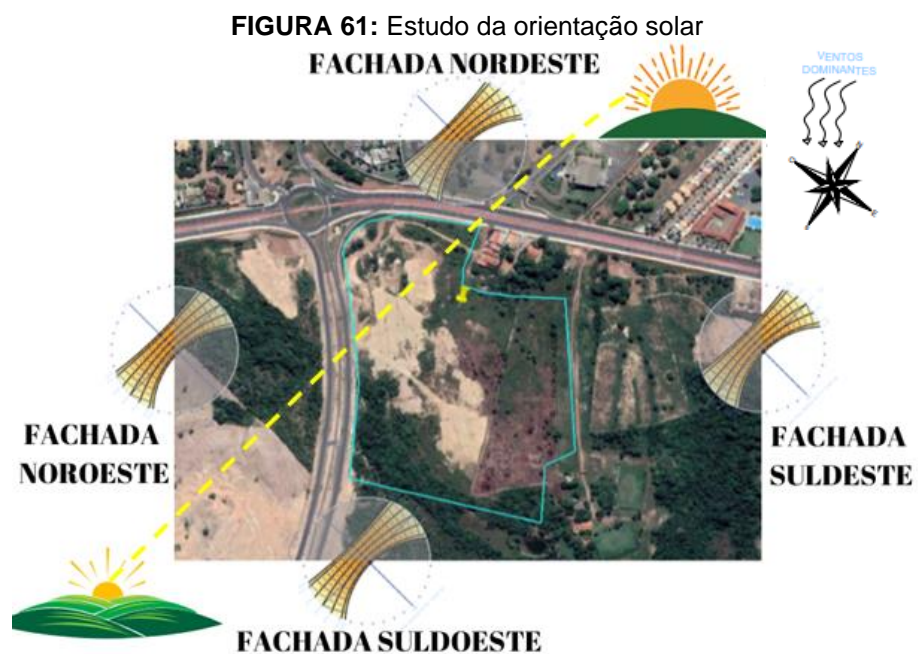 FIGURA 61: Estudo da orientação solar
FACHADA NORDESTE
VENTOS
DOMINANTES
FACHADA
NOROESTE
FACHADA
SULDESTE
FACHADA SULDOESTE